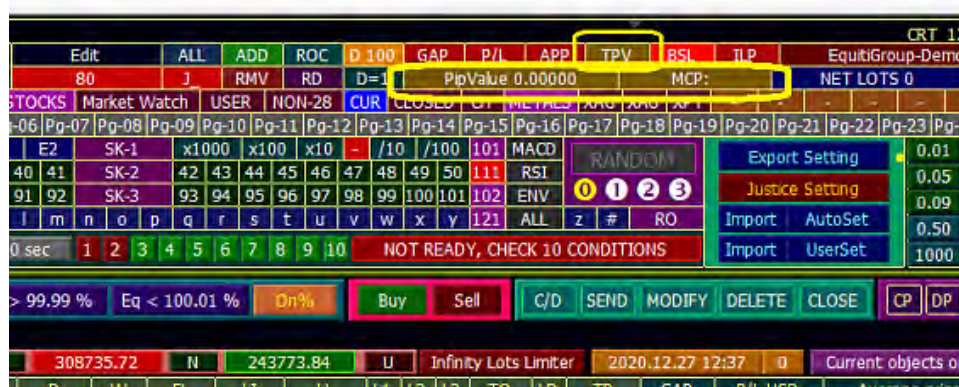 CRT
Edit ALL ADD ROC D 100 GAP P/L APP TPV BSL ILP EquitiGroup-Demo
80 J_ RMV RD D=1 PipValue 0.00000 MCP: NET LOTS 0
STOCKS Market Watch USER NON-28 CUR CLOSED METALS XAG XAG XPT - - - - -
-06 Pg-07 Pg-08 Pg-09 Pg-10 Pg-11 Pg-12 Pg-13 Pg-14 Pg-15 Pg-16 Pg-17 Pg-18 Pg-19 Pg-20 Pg-21 Pg-22 Pg-23 Pg-
E2 SK-1 x1000 x100 x10 - /10 /100 101 MACD RANDOM Export Setting 0.01
40 41 SK-2 42 43 44 45 46 47 48 49 50 111 RSI 0.05
91 92 SK-3 93 94 95 96 97 98 99 100 101 102 ENV 0 1 2 3 Justice Setting 0.09
l m n o p q r s t u v w x y 121 ALL z # RO Import AutoSet 0.50
0 sec 1 2 3 4 5 6 7 8 9 10 NOT READY, CHECK 10 CONDITIONS Import UserSet 1000
> 99.99 % Eq < 100.01 % On% Buy Sell C/D SEND MODIFY DELETE CLOSE CP DP
308735.72 N 243773.84 U Infinity Lots Limiter 2020.12.27 12:37 0 Current objects o